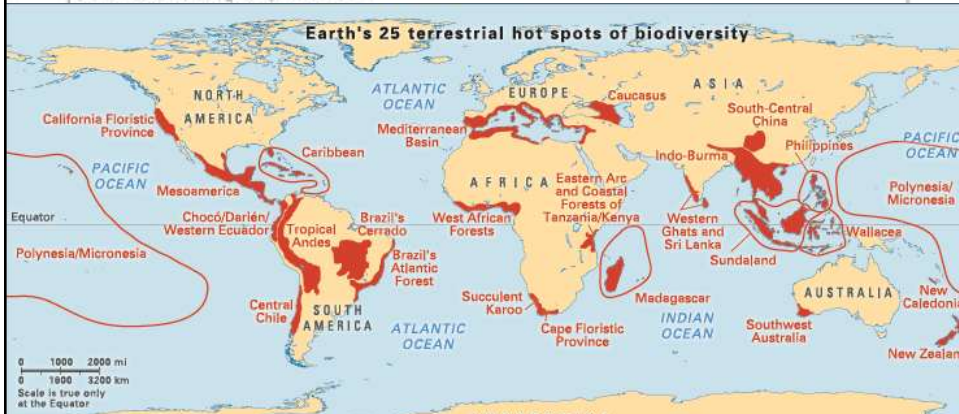 Earth's 25 terrestrial hot spots of biodiversity
NORTH
AMERICA
ATLANTIC
OCEAN
EUROPE
ASIA
Caucasus
South-Central
China
California Floristic
Province
Mediterranean
Basin
Philippines
PACIFIC
OCEAN
Caribbean
Indo-Burma
PACIFIC
OCEAN
Mesoamerica
AFRICA
Eastern Arc
and Coastal
Forests of
Tanzania/Kenya
Polynesia/
Micronesia
Equator
Chocó/Darién/
Western Ecuador
Tropical
Andes
Brazil's
Cerrado
West African
Forests
Western
Ghats and
Sri Lanka
Wallacea
Polynesia/Micronesia
Brazil's
Atlantic
Forest
Sundaland
Madagascar
AUSTRALIA
New
Caledonia
Central
Chile
SOUTH
AMERICA
Succulent
Karoo
INDIAN
OCEAN
ATLANTIC
OCEAN
Cape Floristic
Province
Southwest
Australia
New Zealan
0 1000 2000 mi
0 1600 3200 km
Scale is true only
at the Equator